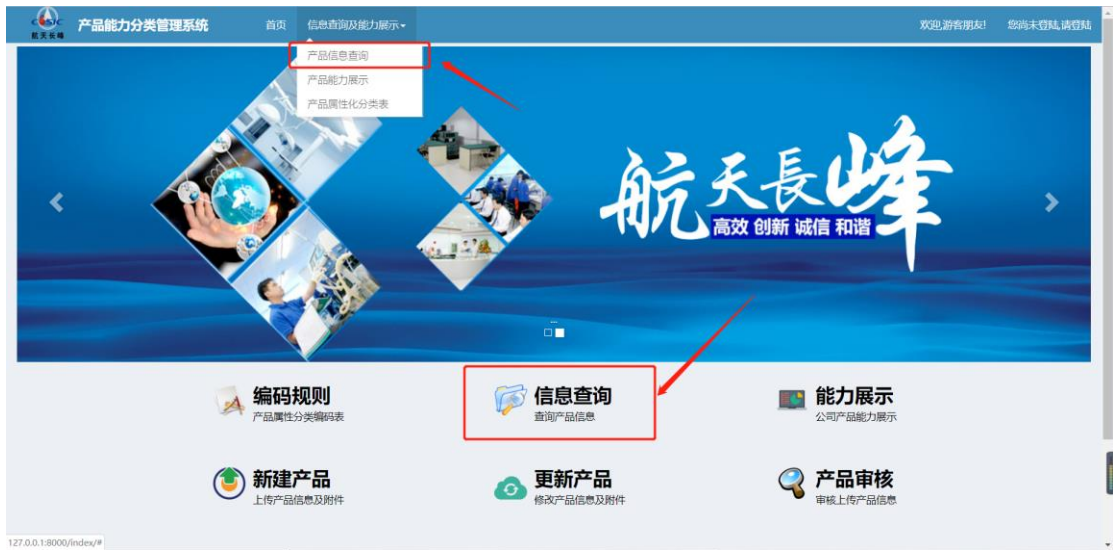 CASIC
航天长峰
产品能力分类管理系统
首页
信息查询及能力展示
欢迎,游客朋友!
您尚未登陆,请登陆
产品信息查询
产品能力展示
产品属性化分类表
航天長峰
高效 创新 诚信 和谐
编码规则
产品属性分类编码表
信息查询
查询产品信息
能力展示
公司产品能力展示
新建产品
上传产品信息及附件
更新产品
修改产品信息及附件
产品审核
审核上传产品信息
127.0.0.1:8000/index/#